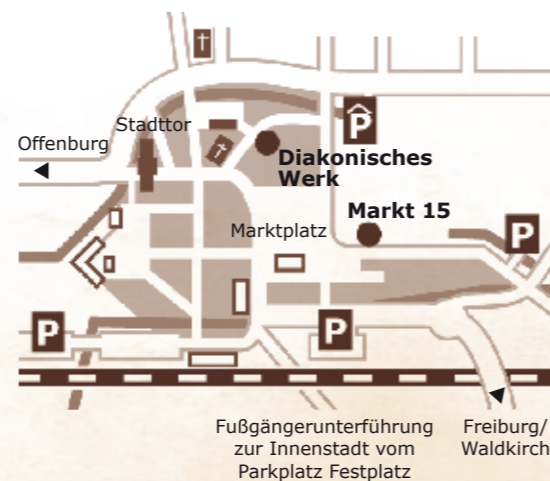 Stadttor
Offenburg
P
Diakonisches
Werk
Markt 15
Marktplatz
P
P
P
Fußgängerunterführung
zur Innenstadt vom
Parkplatz Festplatz
Freiburg/
Waldkirch